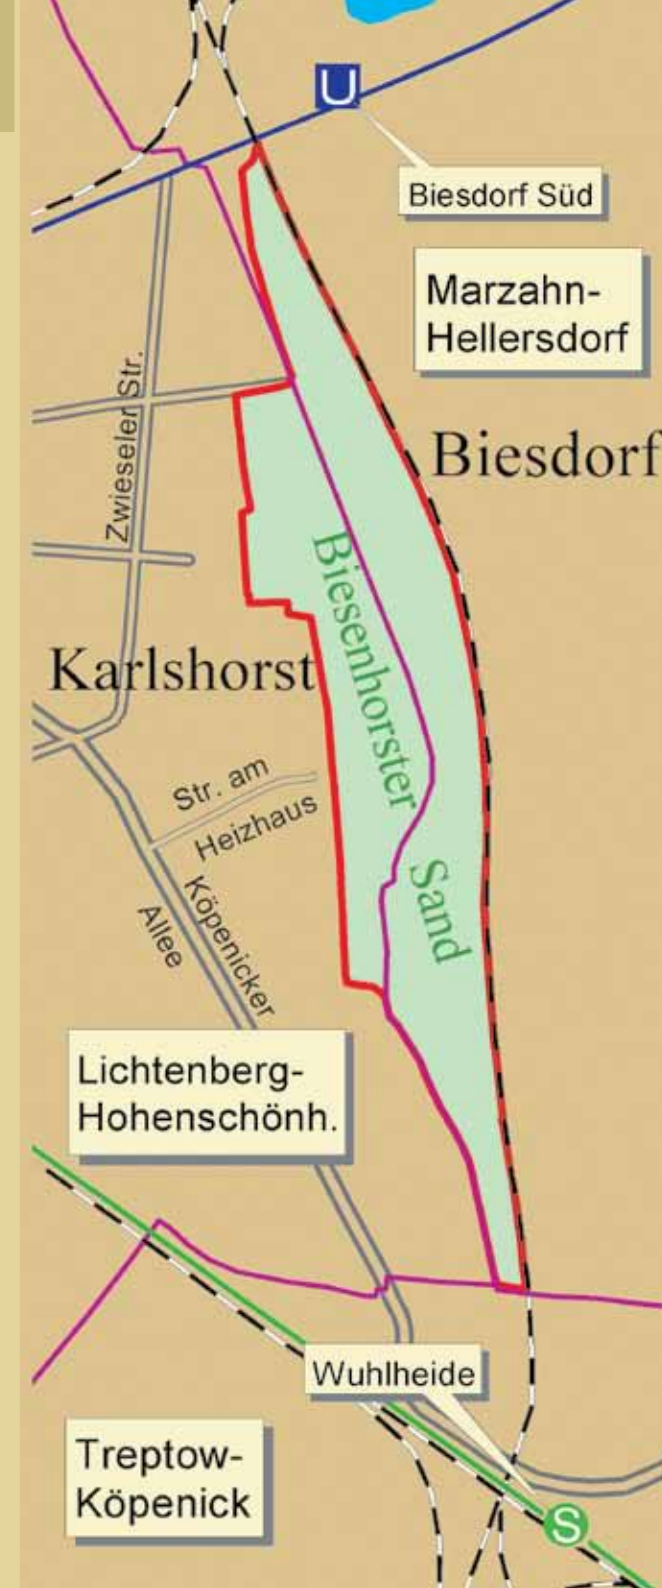 U
Biesdorf Süd
Marzahn-
Hellersdorf
Zwieseler Str.
Biesdorf
Biesenhorster
Sand
Karlshorst
Str. am
Heizhaus
Köpenicker
Allee
Lichtenberg-
Hohenschönh.
Wuhlheide
Treptow-
Köpenick
S